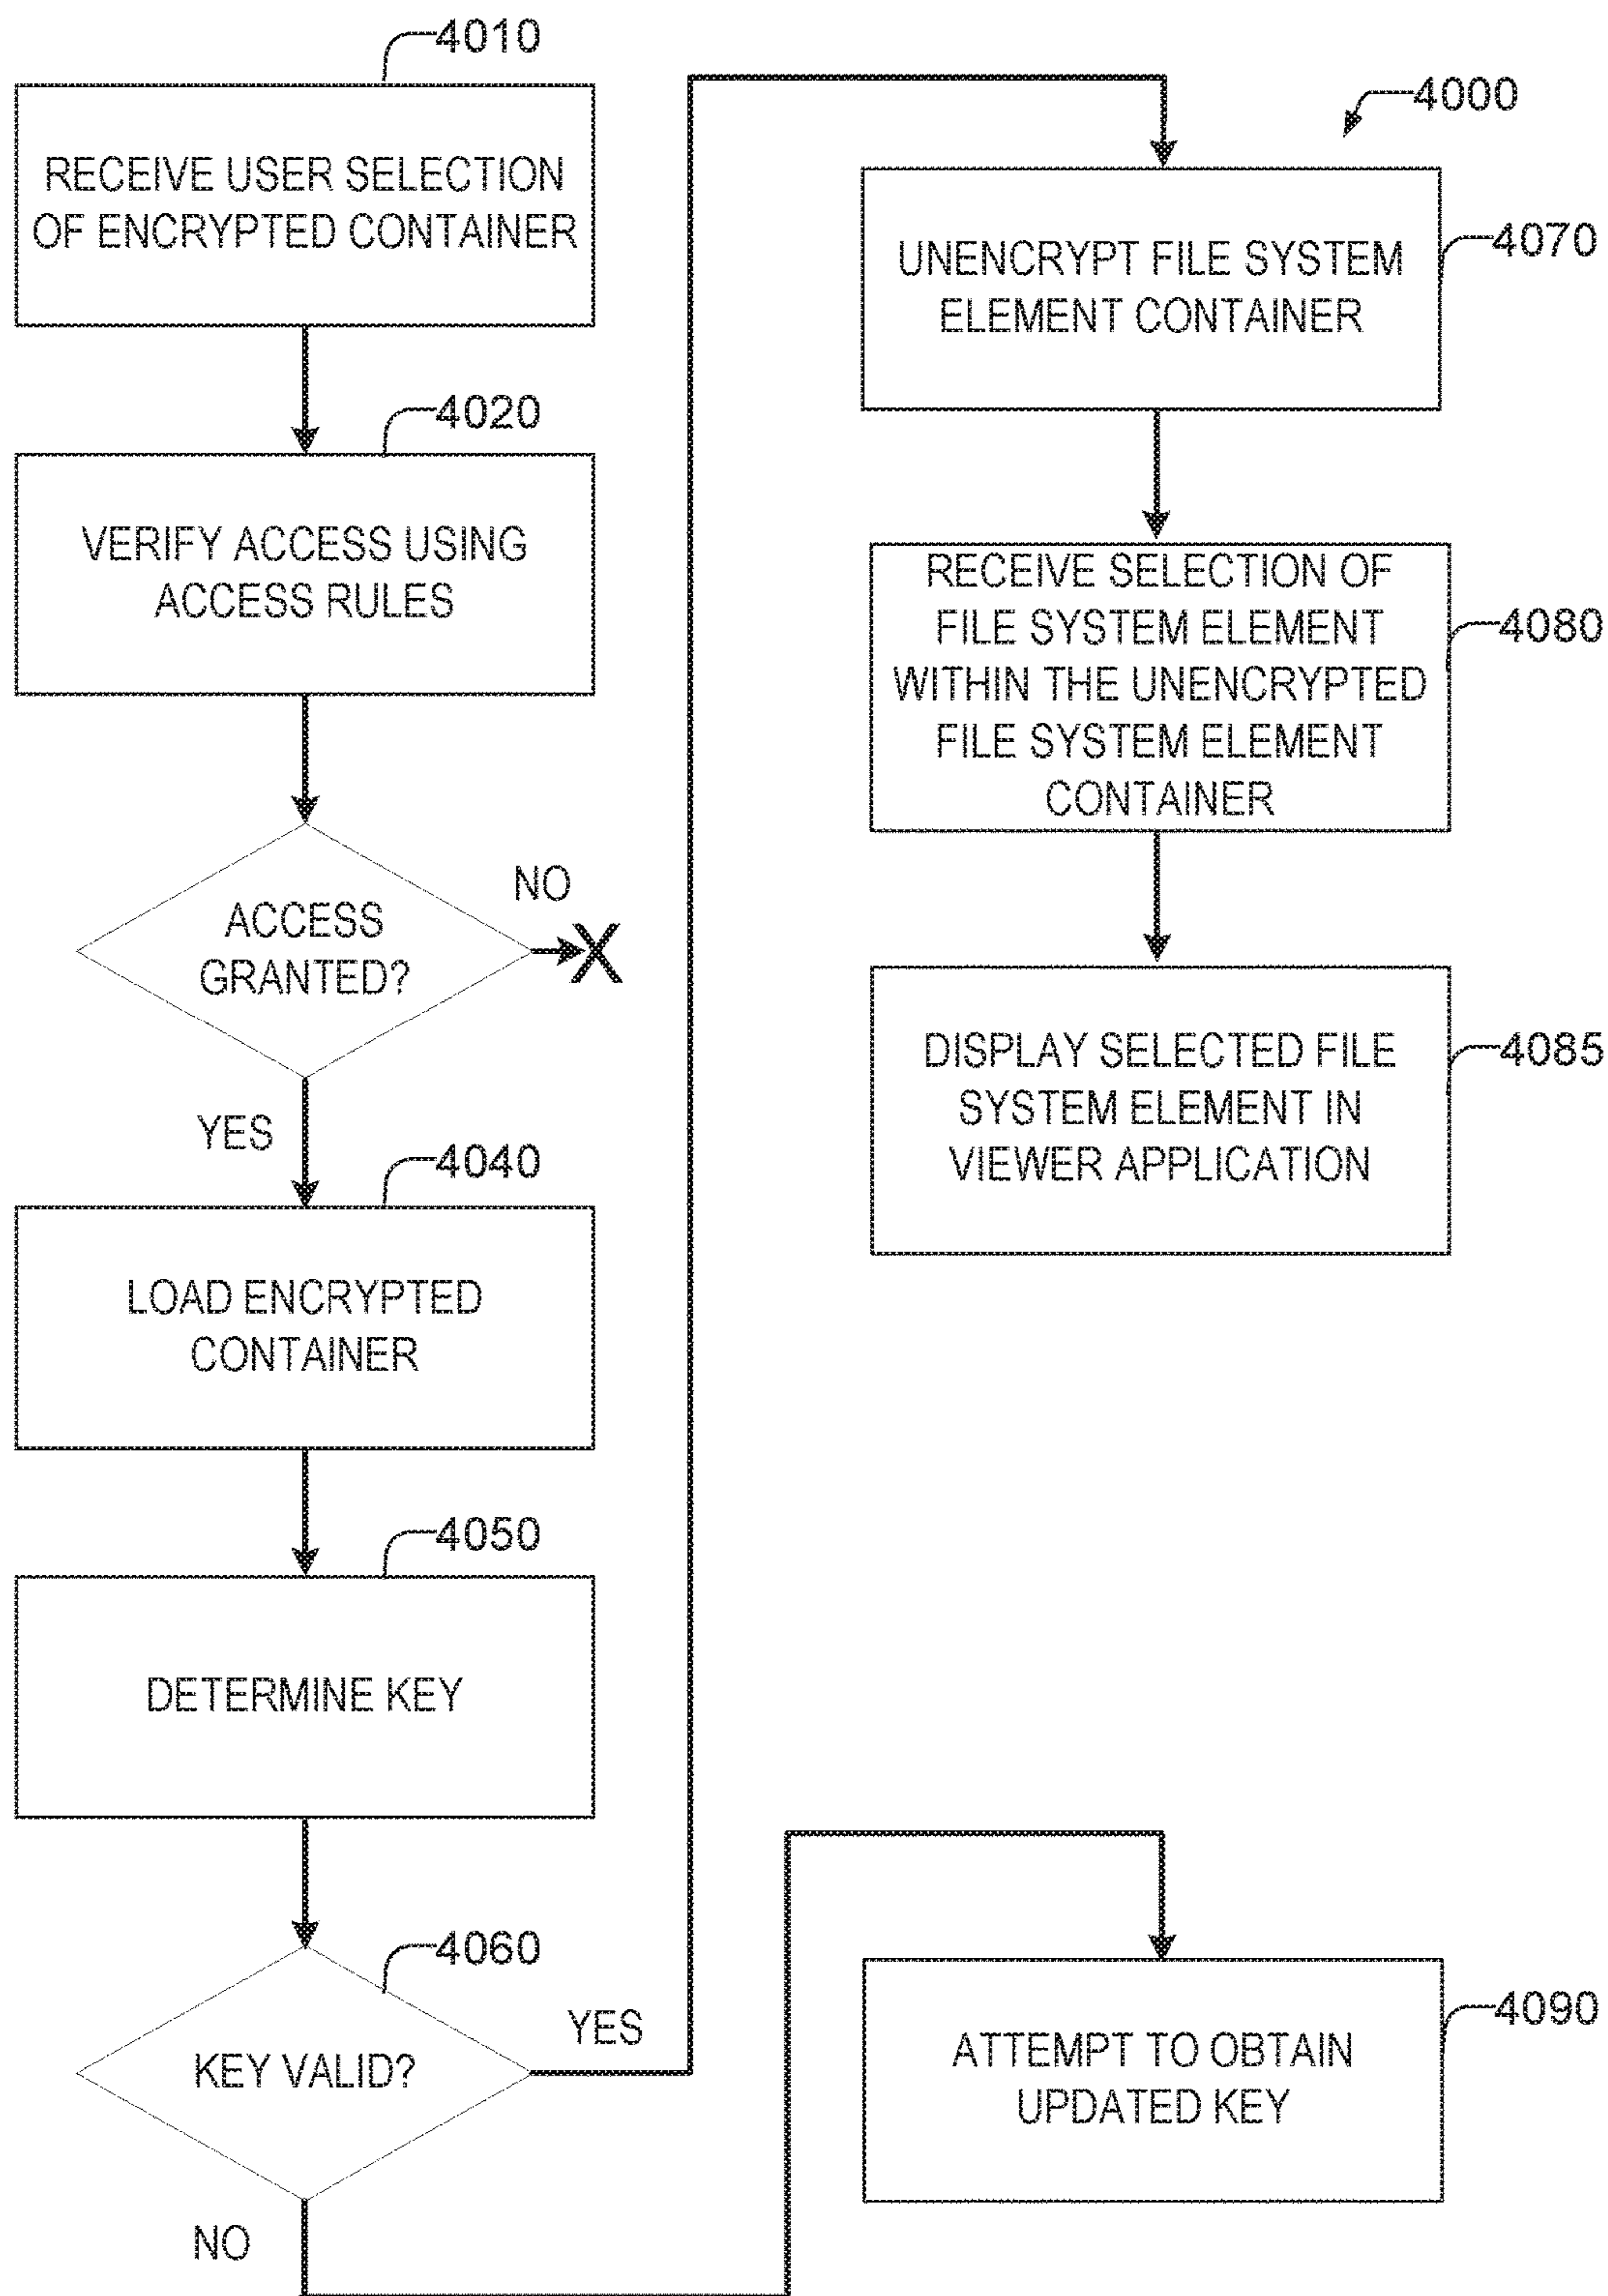 4010
RECEIVE USER SELECTION
OF ENCRYPTED CONTAINER
4020
VERIFY ACCESS USING
ACCESS RULES
ACCESS
GRANTED?
NO
X
YES
4040
LOAD ENCRYPTED
CONTAINER
4050
DETERMINE KEY
4060
KEY VALID?
YES
NO
4000
4070
UNENCRYPT FILE SYSTEM
ELEMENT CONTAINER
4080
RECEIVE SELECTION OF
FILE SYSTEM ELEMENT
WITHIN THE UNENCRYPTED
FILE SYSTEM ELEMENT
CONTAINER
4085
DISPLAY SELECTED FILE
SYSTEM ELEMENT IN
VIEWER APPLICATION
4090
ATTEMPT TO OBTAIN
UPDATED KEY